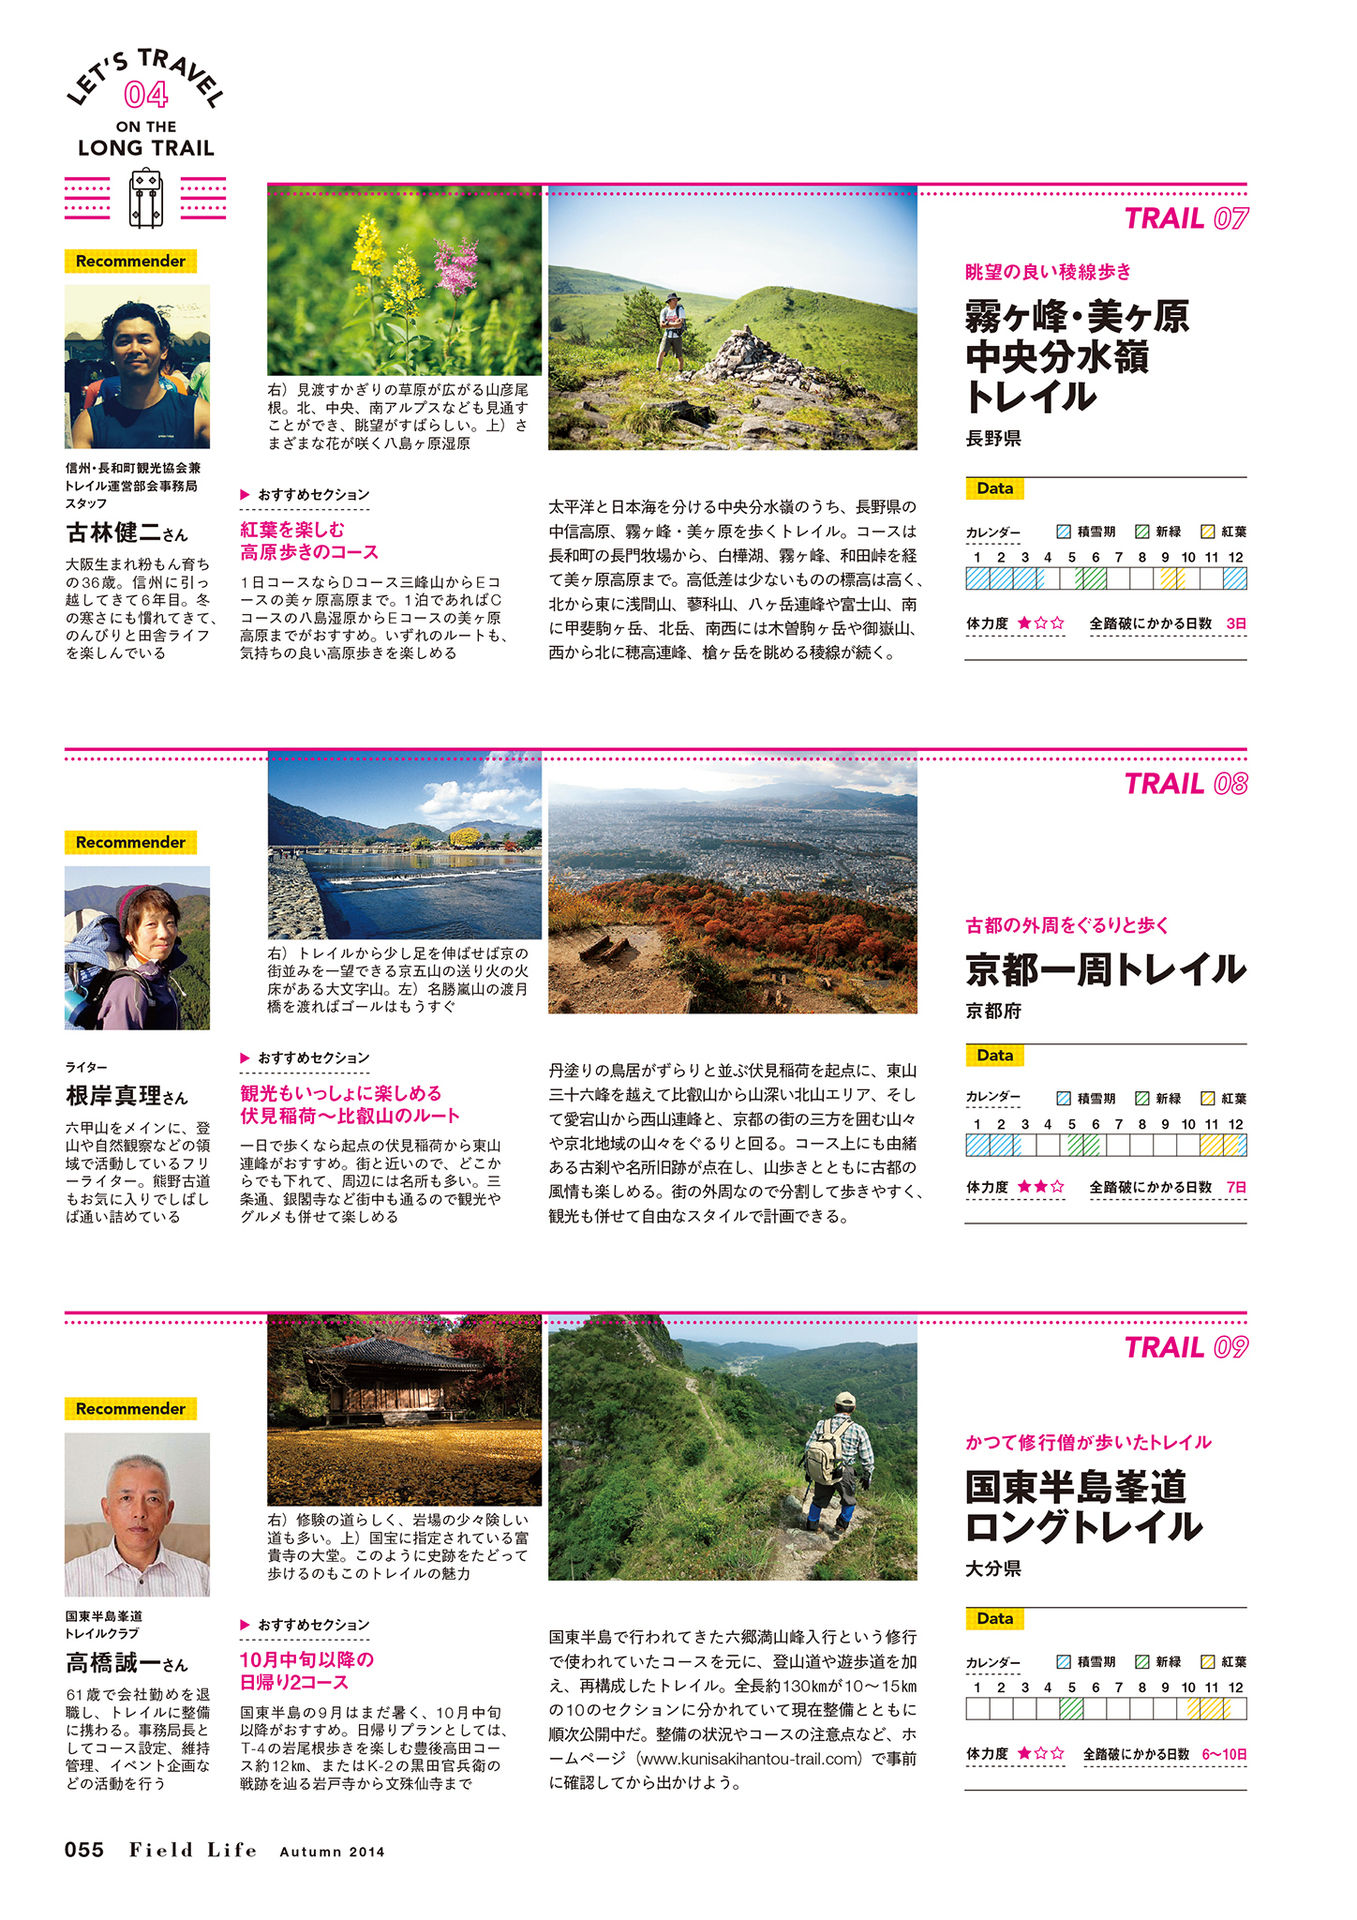 LET'S TRAVEL
04
ON THE
LONG TRAIL
TRAIL 07
眺望の良い稜線歩き
霧ヶ峰・美ヶ原
中央分水嶺
トレイル
長野県
Recommender
信州・長和町観光協会兼
トレイル運営部会事務局
スタッフ
古林健二さん
大阪生まれ粉もん育ち
の36歳。信州に引っ
越してきて6年目。冬
の寒さにも慣れてきて、
のんびりと田舎ライフ
を楽しんでいる
右）見渡すかぎりの草原が広がる山彦尾
根。北、中央、南アルプスなども見通す
ことができ、眺望がすばらしい。上）さ
まざまな花が咲く八島ヶ原湿原
▶ おすすめセクション
紅葉を楽しむ
高原歩きのコース
1日コースならDコース三峰山からEコ
ースの美ヶ原高原まで。1泊であればC
コースの八島湿原からEコースの美ヶ原
高原までがおすすめ。いずれのルートも、
気持ちの良い高原歩きを楽しめる
太平洋と日本海を分ける中央分水嶺のうち、長野県の
中信高原、霧ヶ峰・美ヶ原を歩くトレイル。コースは
長和町の長門牧場から、白樺湖、霧ヶ峰、和田峠を経
て美ヶ原高原まで。高低差は少ないものの標高は高く、
北から東に浅間山、蓼科山、八ヶ岳連峰や富士山、南
に甲斐駒ヶ岳、北岳、南西には木曽駒ヶ岳や御嶽山、
西から北に穂高連峰、槍ヶ岳を眺める稜線が続く。
Data
カレンダー 積雪期 新緑 紅葉
1 2 3 4 5 6 7 8 9 10 11 12
体力度 ★☆☆ 全踏破にかかる日数 3日
TRAIL 08
古都の外周をぐるりと歩く
京都一周トレイル
京都府
Recommender
ライター
根岸真理さん
六甲山をメインに、登
山や自然観察などの領
域で活動しているフリ
ーライター。熊野古道
もお気に入りでしばし
ば通い詰めている
右）トレイルから少し足を伸ばせば京の
街並みを一望できる京五山の送り火の火
床がある大文字山。左）名勝嵐山の渡月
橋を渡ればゴールはもうすぐ
▶ おすすめセクション
観光もいっしょに楽しめる
伏見稲荷〜比叡山のルート
一日で歩くなら起点の伏見稲荷から東山
連峰がおすすめ。街と近いので、どこか
らでも下れて、周辺には名所も多い。三
条通、銀閣寺など街中も通るので観光や
グルメも併せて楽しめる
丹塗りの鳥居がずらりと並ぶ伏見稲荷を起点に、東山
三十六峰を越えて比叡山から山深い北山エリア、そし
て愛宕山から西山連峰と、京都の街の三方を囲む山々
や京北地域の山々をぐるりと回る。コース上にも由緒
ある古刹や名所旧跡が点在し、山歩きとともに古都の
風情も楽しめる。街の外周なので分割して歩きやすく、
観光も併せて自由なスタイルで計画できる。
Data
カレンダー 積雪期 新緑 紅葉
1 2 3 4 5 6 7 8 9 10 11 12
体力度 ★★☆ 全踏破にかかる日数 7日
TRAIL 09
かつて修行僧が歩いたトレイル
国東半島峯道
ロングトレイル
大分県
Recommender
国東半島峯道
トレイルクラブ
高橋誠一さん
61歳で会社勤めを退
職し、トレイルに整備
に携わる。事務局長と
してコース設定、維持
管理、イベント企画な
どの活動を行う
右）修験の道らしく、岩場の少々険しい
道も多い。上）国宝に指定されている富
貴寺の大堂。このように史跡をたどって
歩けるのもこのトレイルの魅力
▶ おすすめセクション
10月中旬以降の
日帰り2コース
国東半島の9月はまだ暑く、10月中旬
以降がおすすめ。日帰りプランとしては、
T-4の岩尾根歩きを楽しむ豊後高田コー
ス約12㎞、またはK-2の黒田官兵衛の
戦跡を辿る岩戸寺から文殊仙寺まで
国東半島で行われてきた六郷満山峰入行という修行
で使われていたコースを元に、登山道や遊歩道を加
え、再構成したトレイル。全長約130㎞が10〜15㎞
の10のセクションに分かれていて現在整備とともに
順次公開中だ。整備の状況やコースの注意点など、ホ
ームページ（www.kunisakihantou-trail.com）で事前
に確認してから出かけよう。
Data
カレンダー 積雪期 新緑 紅葉
1 2 3 4 5 6 7 8 9 10 11 12
体力度 ★☆☆ 全踏破にかかる日数 6〜10日
055 Field Life Autumn 2014